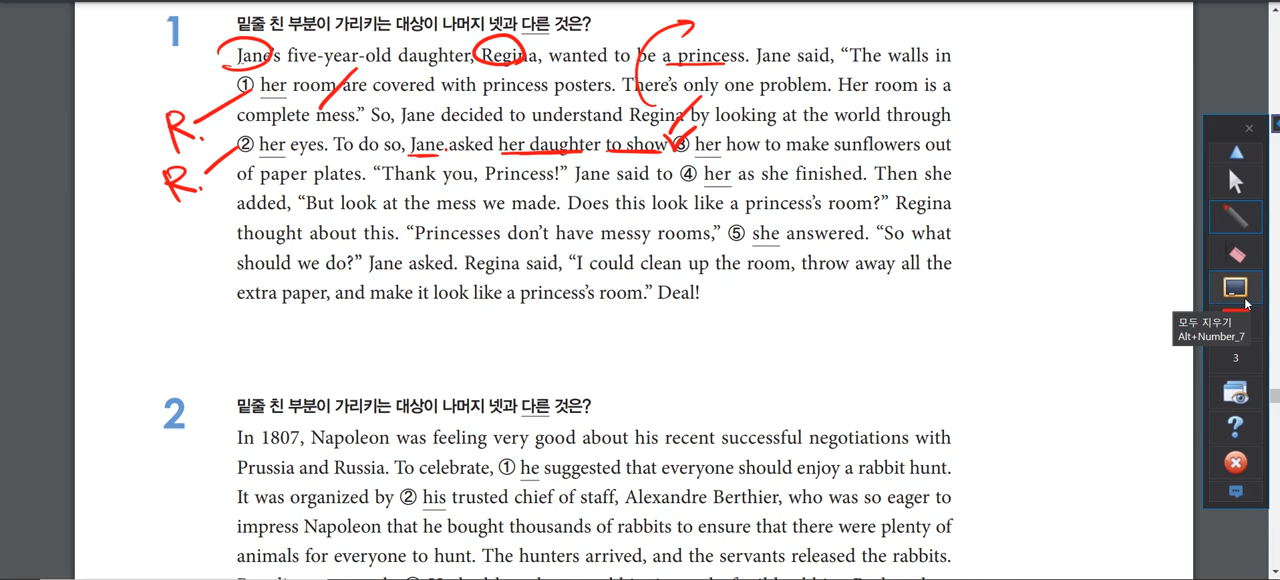 1
밑줄 친 부분이 가리키는 대상이 나머지 넷과 다른 것은?
Jane's five-year-old daughter, Regina, wanted to be a princess. Jane said, “The walls in
① her room are covered with princess posters. There's only one problem. Her room is a
complete mess.” So, Jane decided to understand Regina by looking at the world through
R.
② her eyes. To do so, Jane asked her daughter to show ③ her how to make sunflowers out
R.
of paper plates. “Thank you, Princess!” Jane said to ④ her as she finished. Then she
added, “But look at the mess we made. Does this look like a princess's room?” Regina
thought about this. “Princesses don't have messy rooms,” ⑤ she answered. “So what
should we do?” Jane asked. Regina said, “I could clean up the room, throw away all the
extra paper, and make it look like a princess's room.” Deal!
모두 지우기
Alt+Number_7
3
2
밑줄 친 부분이 가리키는 대상이 나머지 넷과 다른 것은?
In 1807, Napoleon was feeling very good about his recent successful negotiations with
Prussia and Russia. To celebrate, ① he suggested that everyone should enjoy a rabbit hunt.
It was organized by ② his trusted chief of staff, Alexandre Berthier, who was so eager to
impress Napoleon that he bought thousands of rabbits to ensure that there were plenty of
animals for everyone to hunt. The hunters arrived, and the servants released the rabbits.